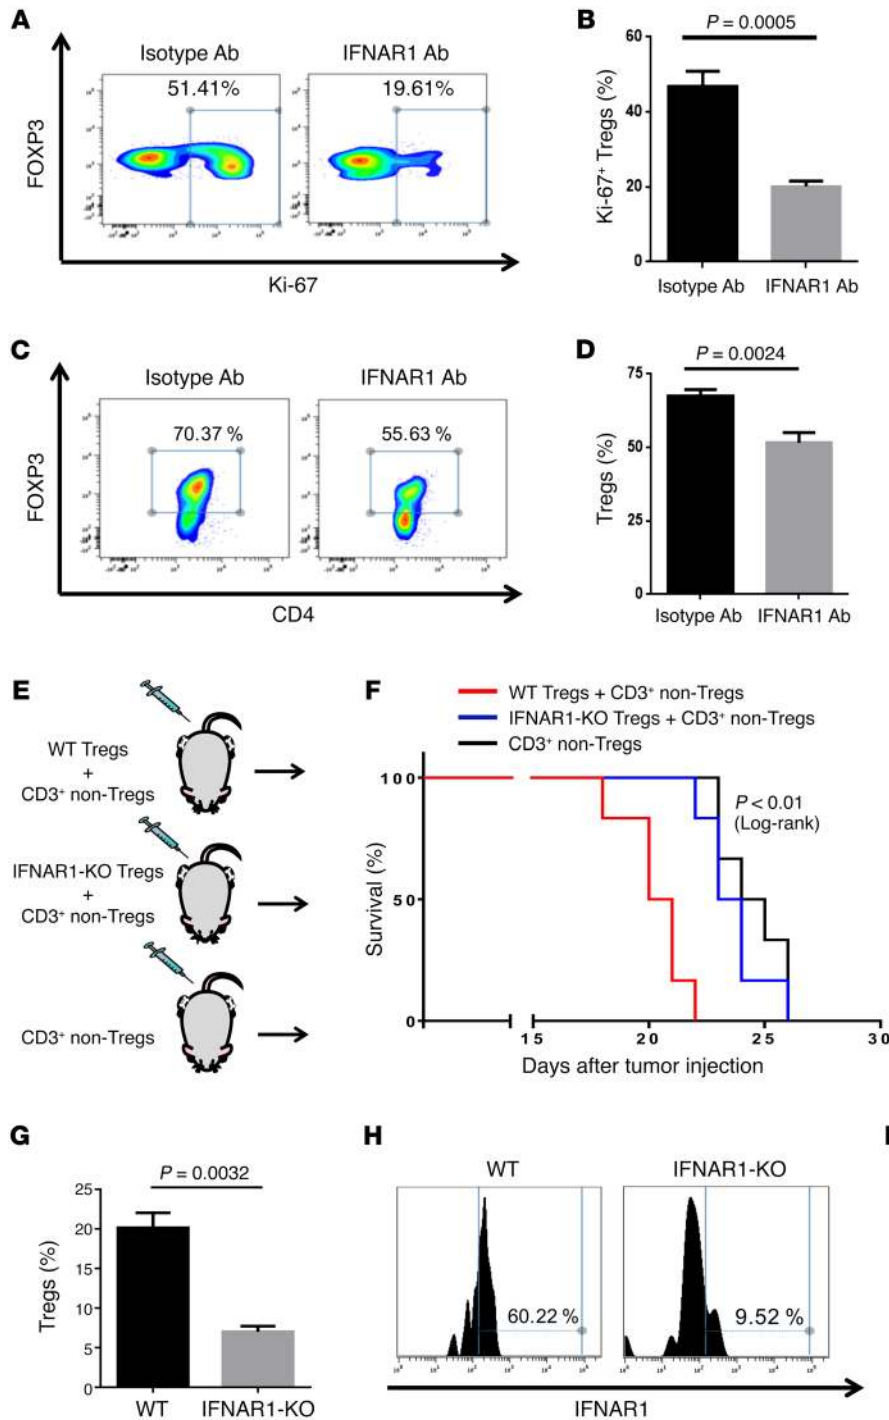 A
Isotype Ab
IFNAR1 Ab
51.41%
19.61%
FOXP3
Ki-67
B
P = 0.0005
60
40
20
0
Ki-67⁺ Tregs (%)
Isotype Ab
IFNAR1 Ab
C
Isotype Ab
IFNAR1 Ab
70.37 %
55.63 %
FOXP3
CD4
D
P = 0.0024
75
50
25
0
Tregs (%)
Isotype Ab
IFNAR1 Ab
E
WT Tregs
+
CD3⁺ non-Tregs
IFNAR1-KO Tregs
+
CD3⁺ non-Tregs
CD3⁺ non-Tregs
F
WT Tregs + CD3⁺ non-Tregs
IFNAR1-KO Tregs + CD3⁺ non-Tregs
CD3⁺ non-Tregs
P < 0.01
(Log-rank)
100
50
0
Survival (%)
15 20 25 30
Days after tumor injection
G
P = 0.0032
25
20
15
10
5
0
Tregs (%)
WT
IFNAR1-KO
H
WT
IFNAR1-KO
60.22 %
9.52 %
IFNAR1